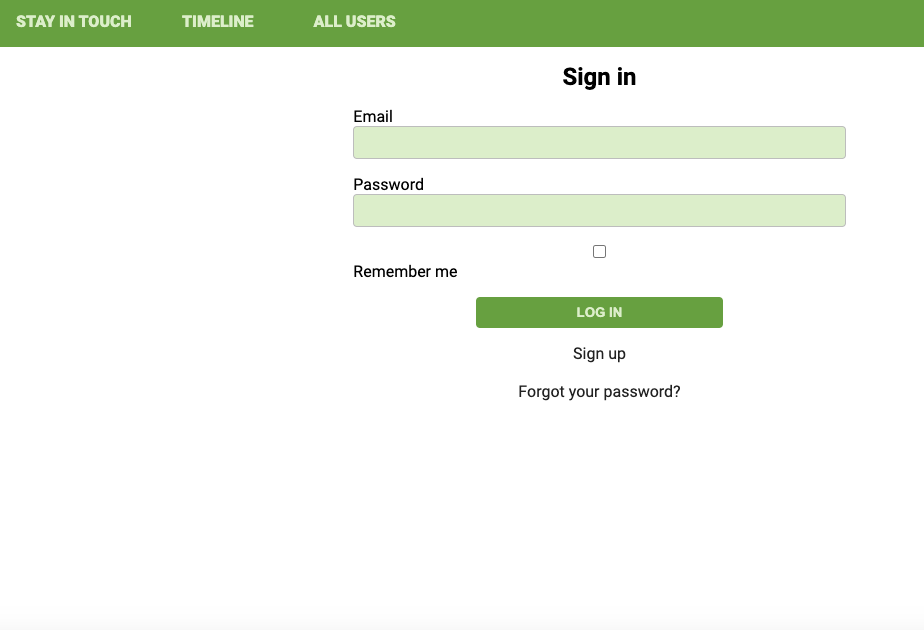 STAY IN TOUCH TIMELINE ALL USERS
Sign in
Email
Password
Remember me
LOG IN
Sign up
Forgot your password?